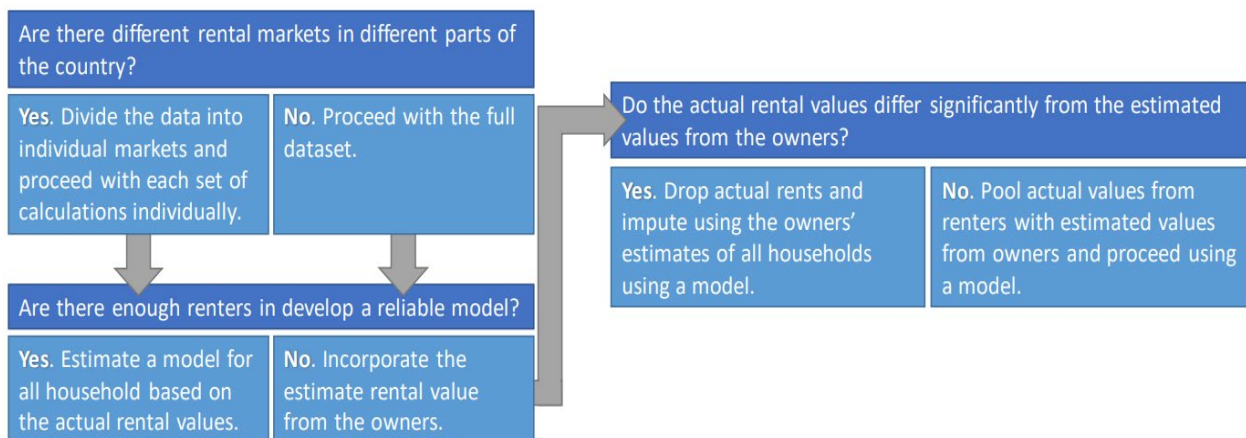 Are there different rental markets in different parts of
the country?
Yes. Divide the data into
individual markets and
proceed with each set of
calculations individually.
No. Proceed with the full
dataset.
Are there enough renters in develop a reliable model?
Yes. Estimate a model for
all household based on
the actual rental values.
No. Incorporate the
estimate rental value
from the owners.
Do the actual rental values differ significantly from the estimated
values from the owners?
Yes. Drop actual rents and
impute using the owners’
estimates of all households
using a model.
No. Pool actual values from
renters with estimated values
from owners and proceed using
a model.